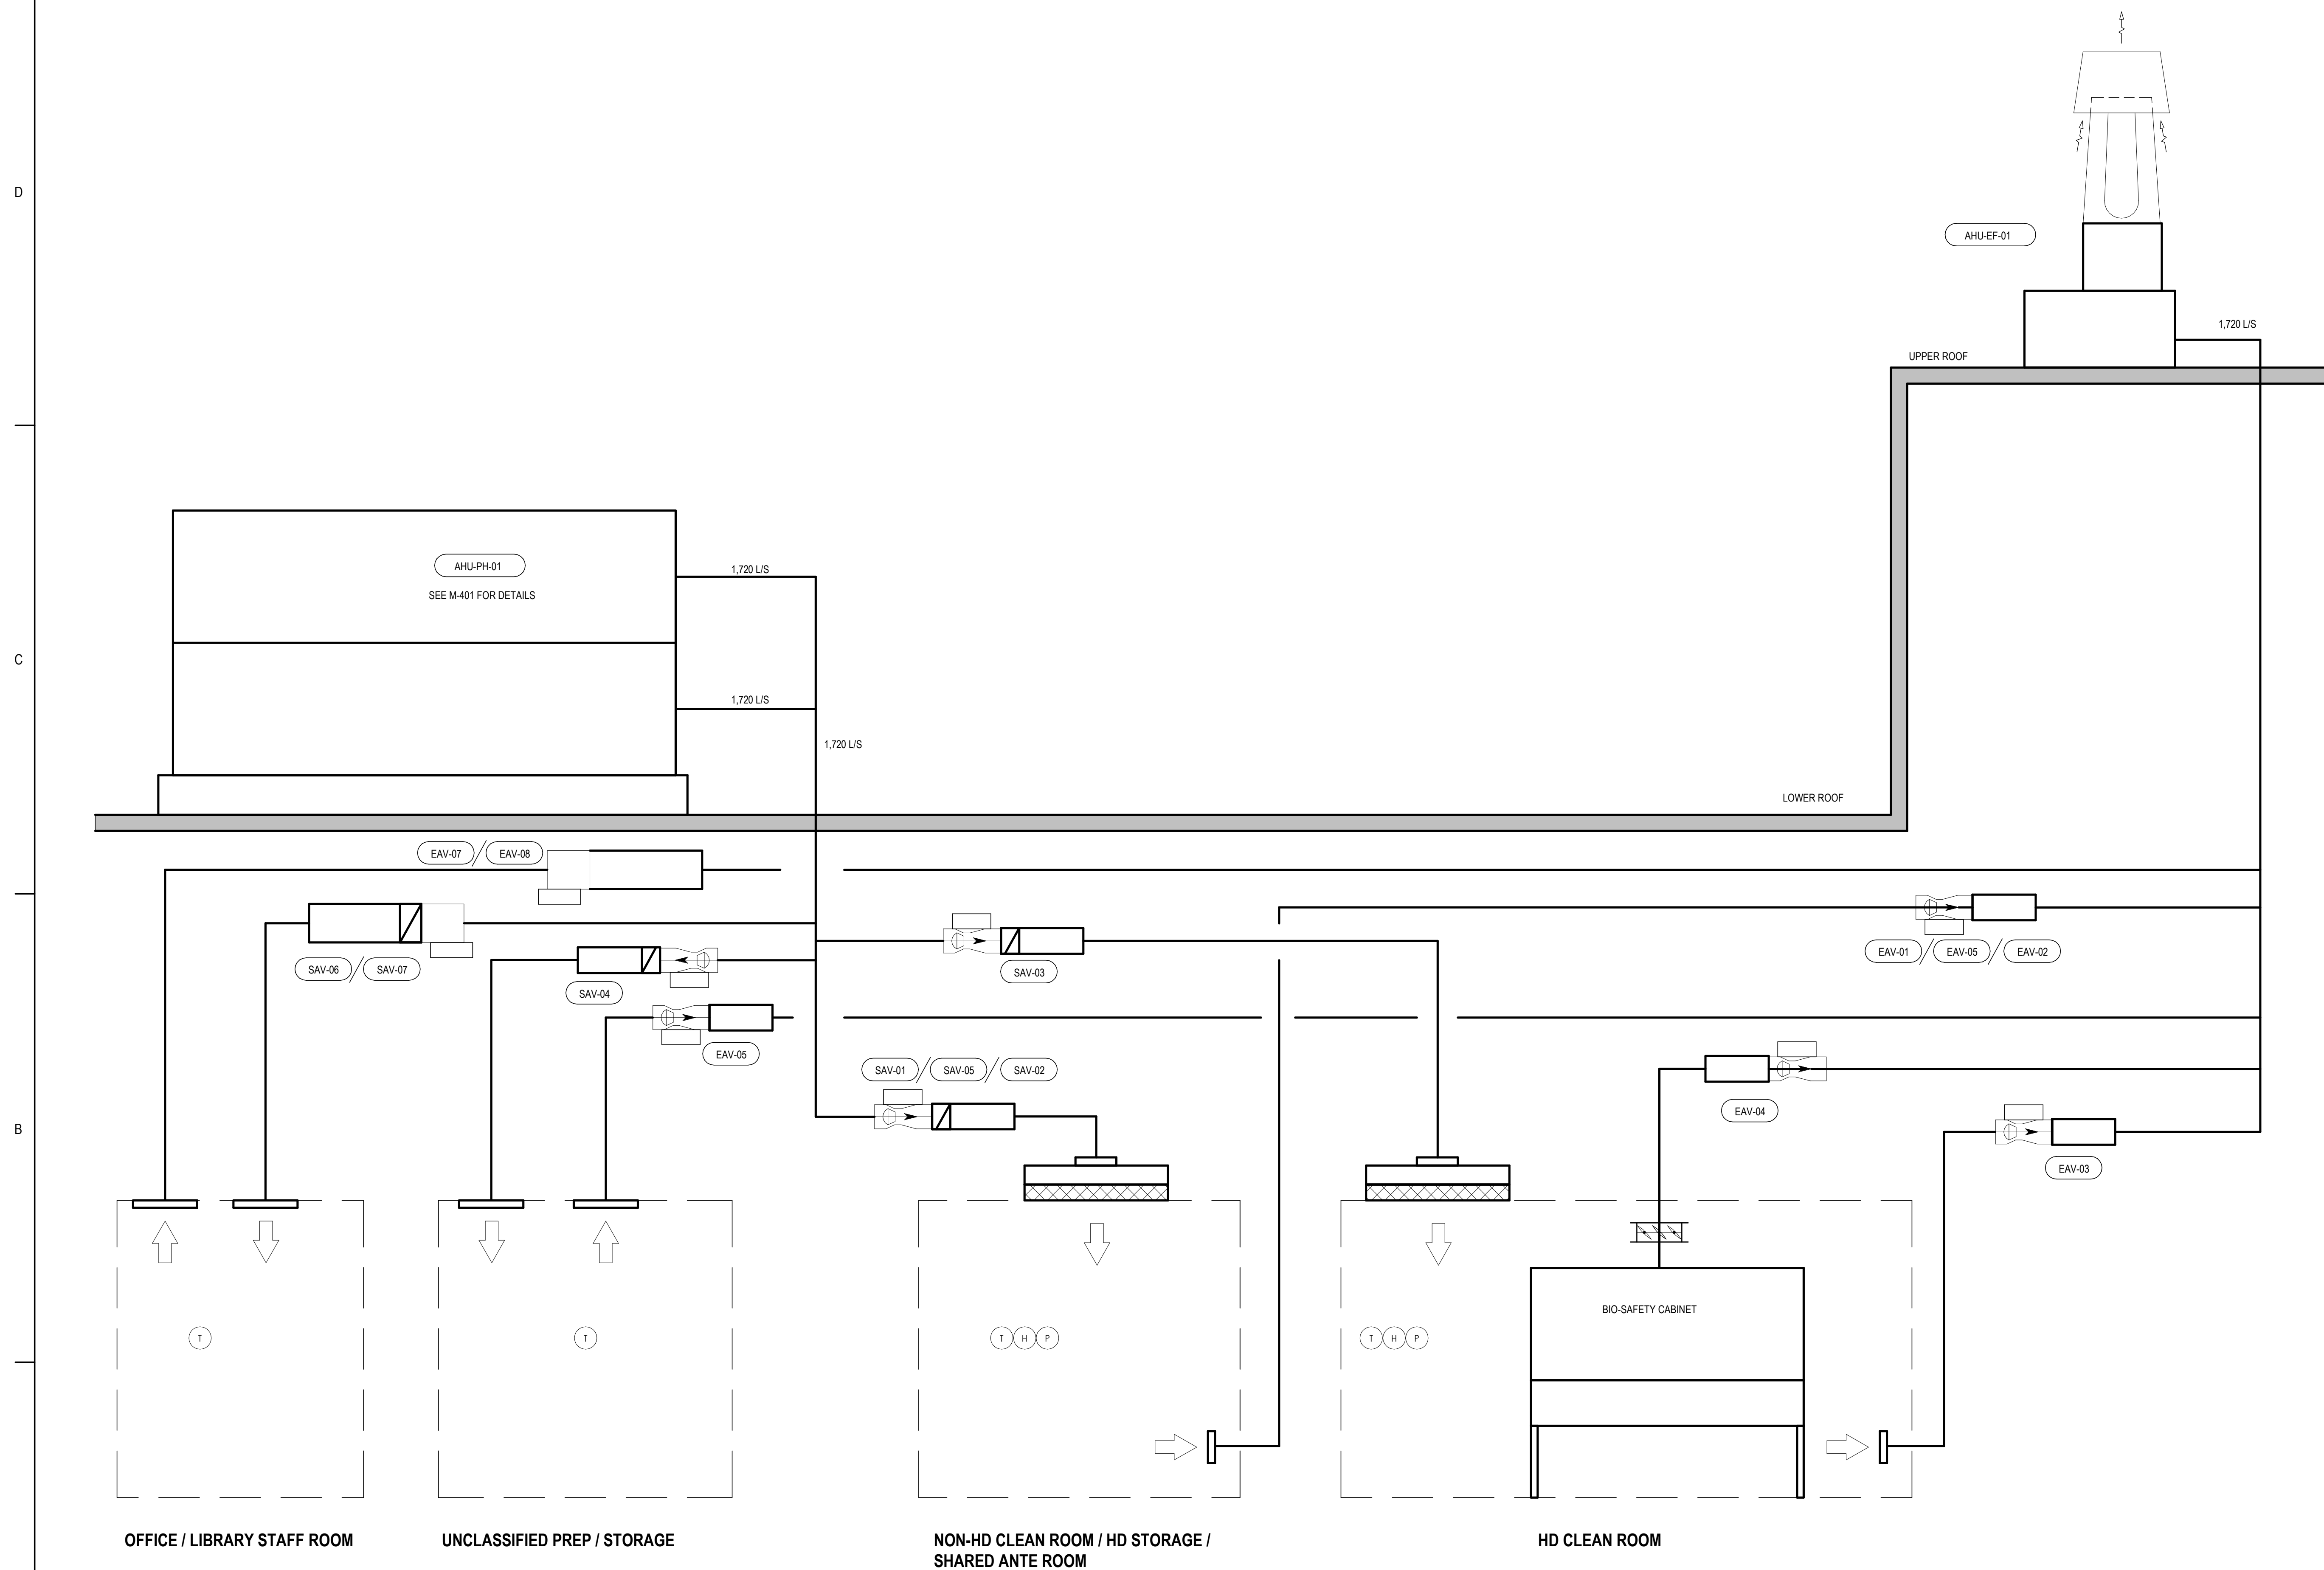 D
AHU-EF-01
1,720 L/S
UPPER ROOF
AHU-PH-01
SEE M-401 FOR DETAILS
1,720 L/S
C
1,720 L/S
1,720 L/S
LOWER ROOF
EAV-07 / EAV-08
SAV-06 / SAV-07
SAV-04
SAV-03
EAV-01 / EAV-05 / EAV-02
EAV-05
SAV-01 / SAV-05 / SAV-02
EAV-04
B
EAV-03
BIO-SAFETY CABINET
T
T
T H P
T H P
OFFICE / LIBRARY STAFF ROOM
UNCLASSIFIED PREP / STORAGE
NON-HD CLEAN ROOM / HD STORAGE /
SHARED ANTE ROOM
HD CLEAN ROOM